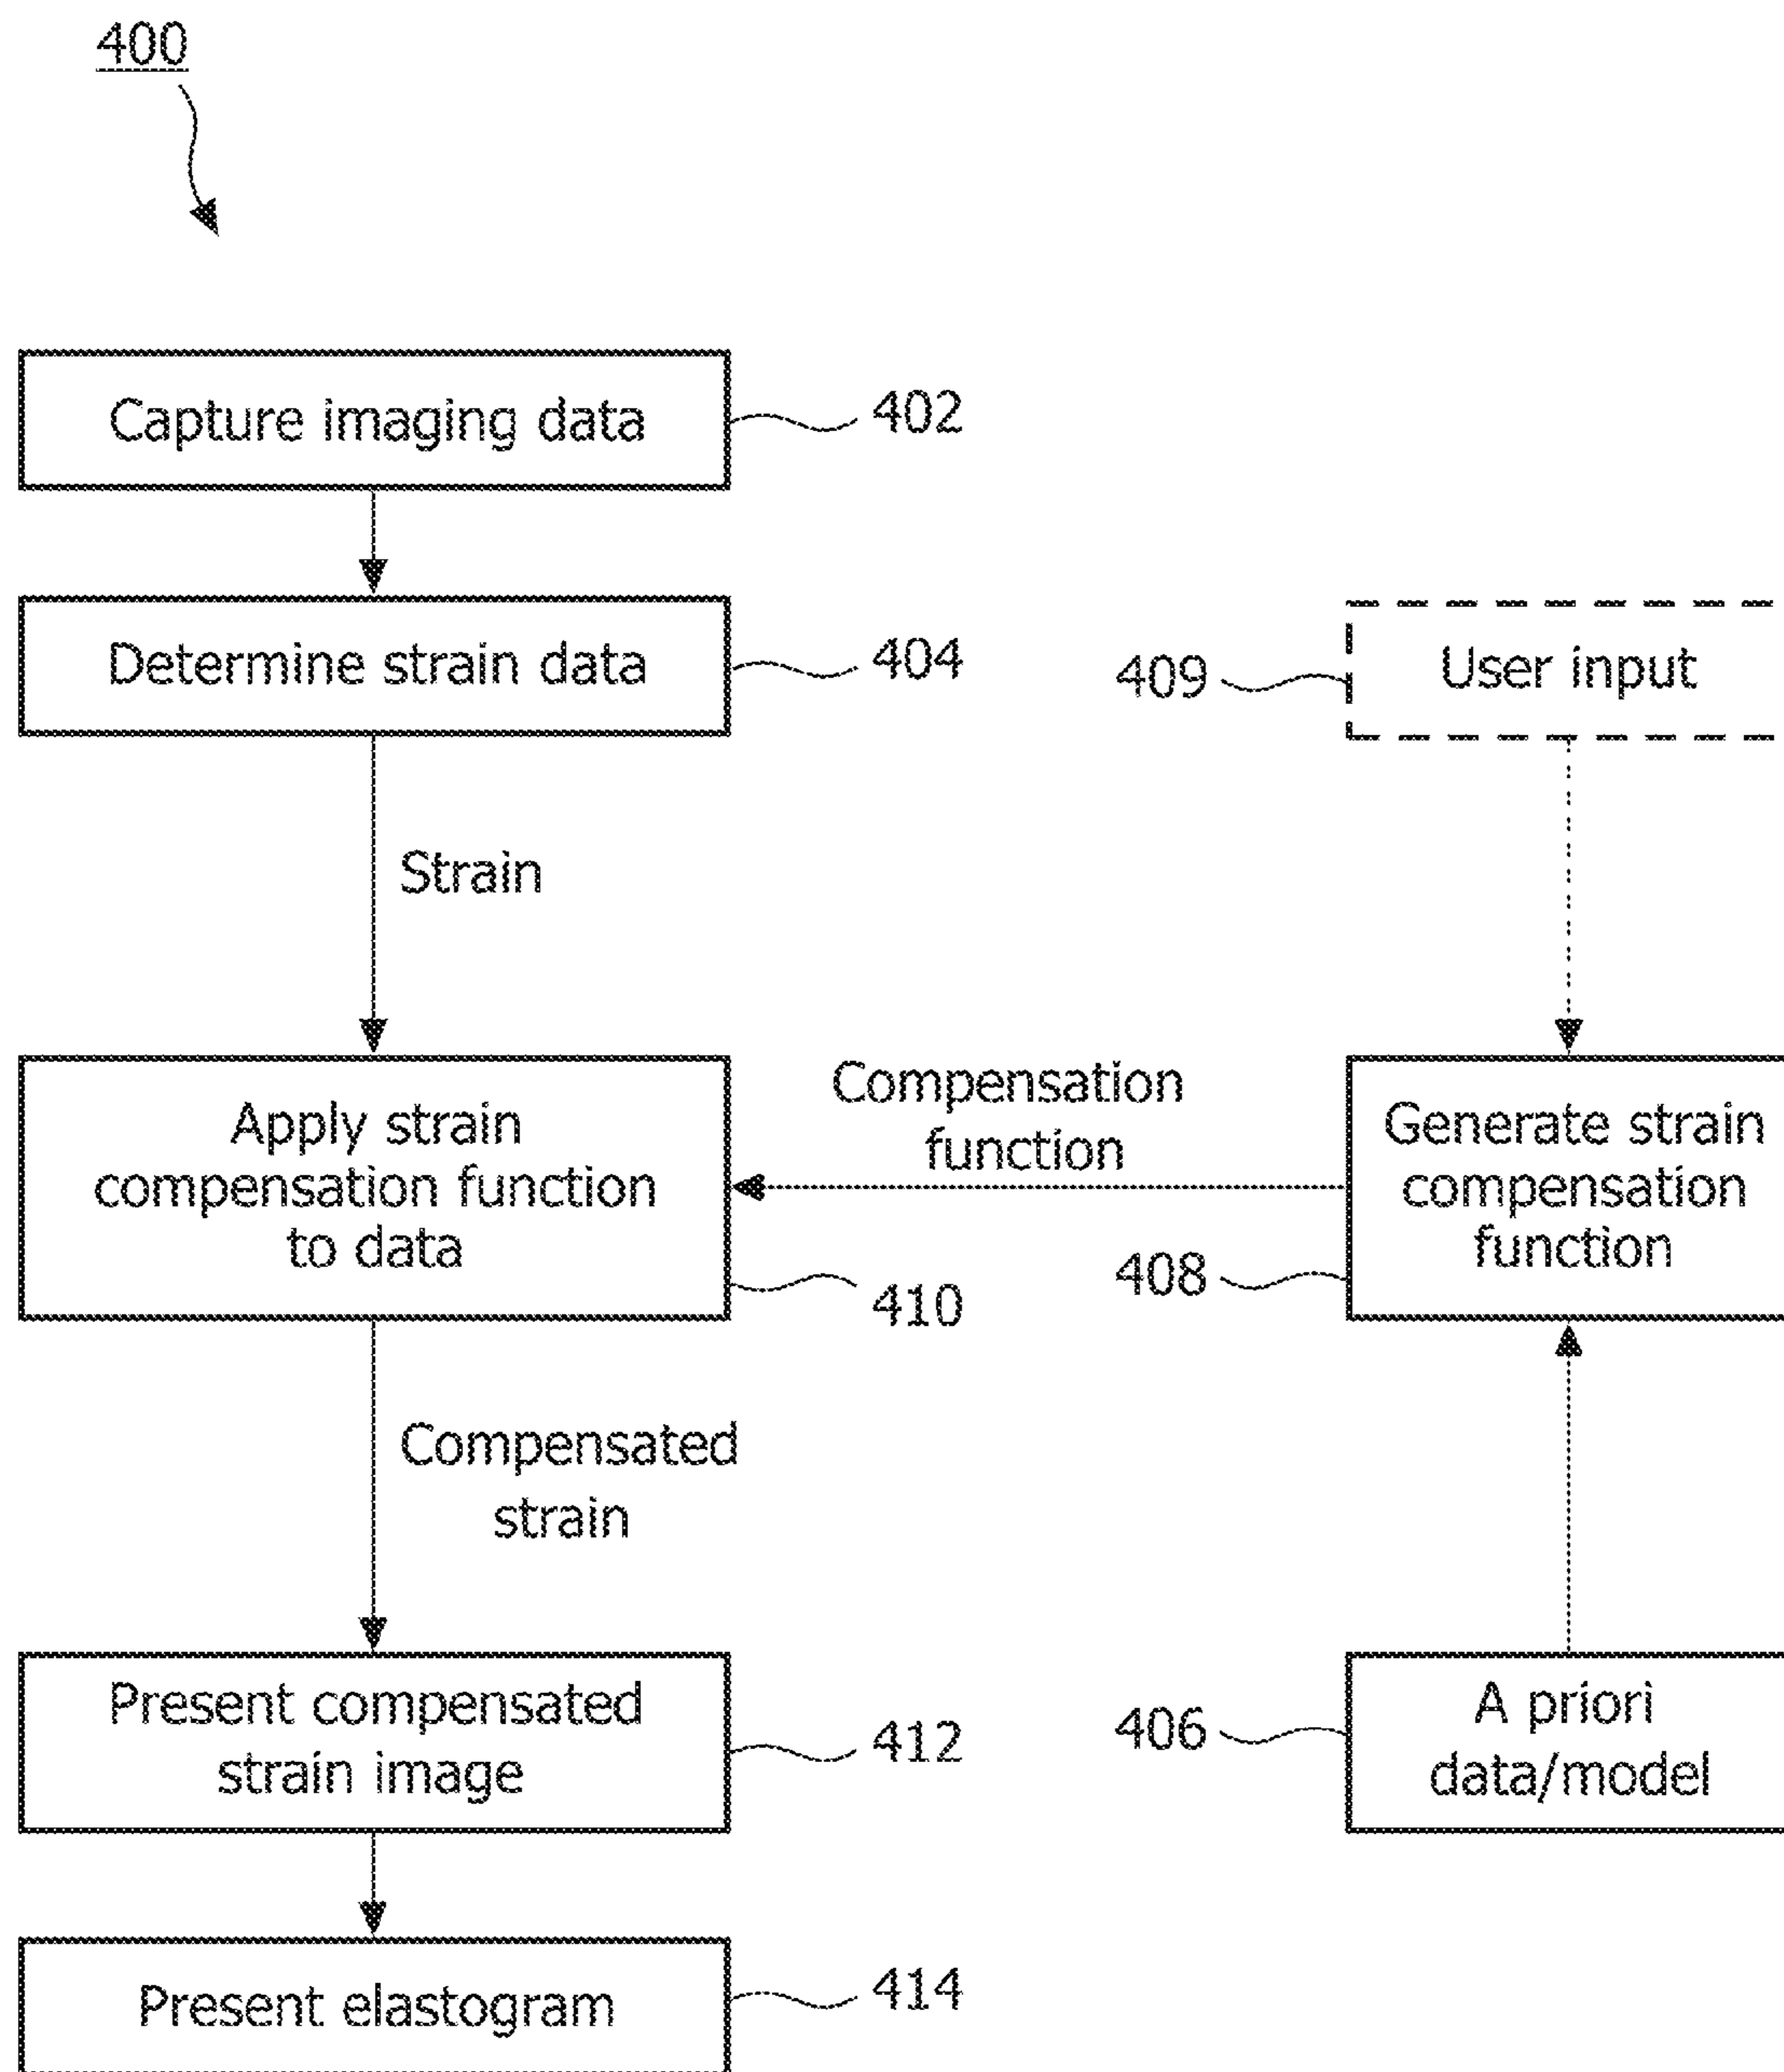 400
Capture imaging data
402
Determine strain data
404
409
User input
Strain
Apply strain
compensation function
to data
410
Compensation
function
Generate strain
compensation
function
408
Compensated
strain
Present compensated
strain image
412
406
A priori
data/model
Present elastogram
414